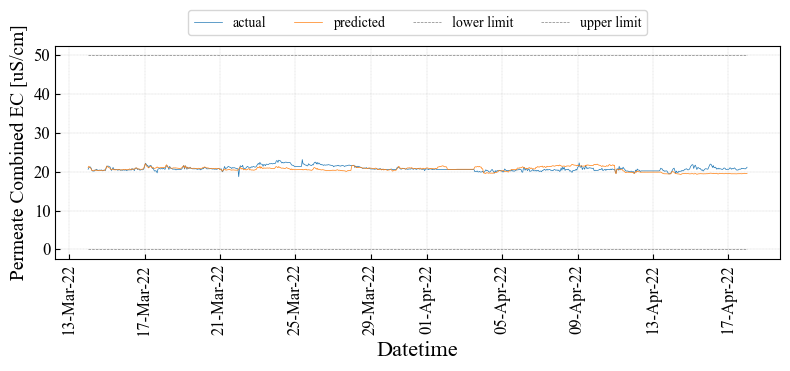 actual predicted lower limit upper limit
Permeate Combined EC [uS/cm]
50
40
30
20
10
0
13-Mar-22 17-Mar-22 21-Mar-22 25-Mar-22 29-Mar-22 01-Apr-22 05-Apr-22 09-Apr-22 13-Apr-22 17-Apr-22
Datetime